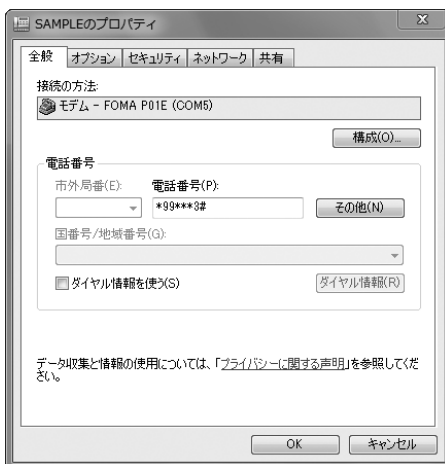 SAMPLEのプロパティ
全般 オプション セキュリティ ネットワーク 共有
接続の方法:
モデム - FOMA P01E (COM5)
構成(O)...
電話番号
市外局番(E): 電話番号(P):
*99***3# その他(N)
国番号/地域番号(G):
ダイヤル情報を使う(S) ダイヤル情報(R)
データ収集と情報の使用については、「プライバシーに関する声明」を参照してくだ
さい。
OK キャンセル